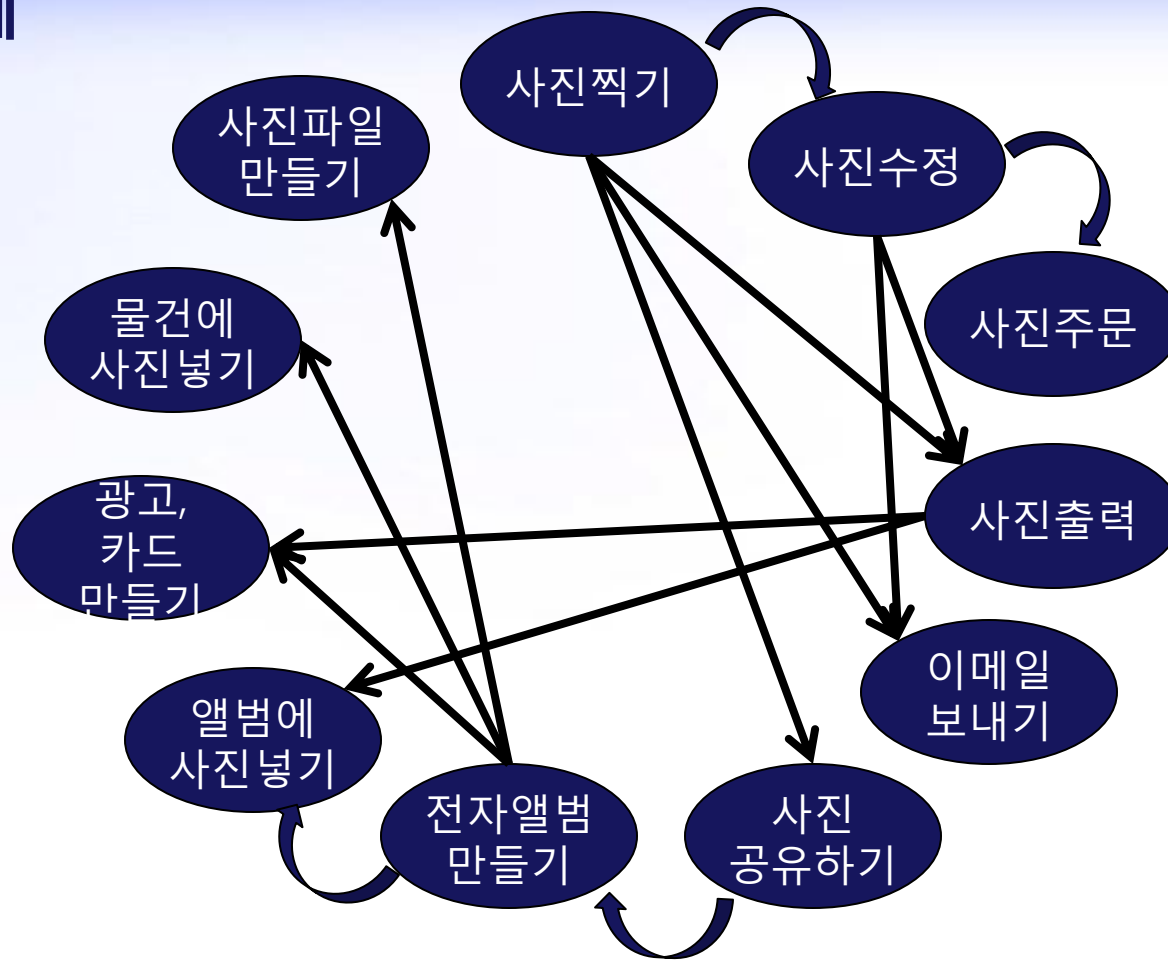 사진찍기
사진수정
사진주문
사진출력
이메일
보내기
사진
공유하기
전자앨범
만들기
앨범에
사진넣기
광고,
카드
만들기
물건에
사진넣기
사진파일
만들기